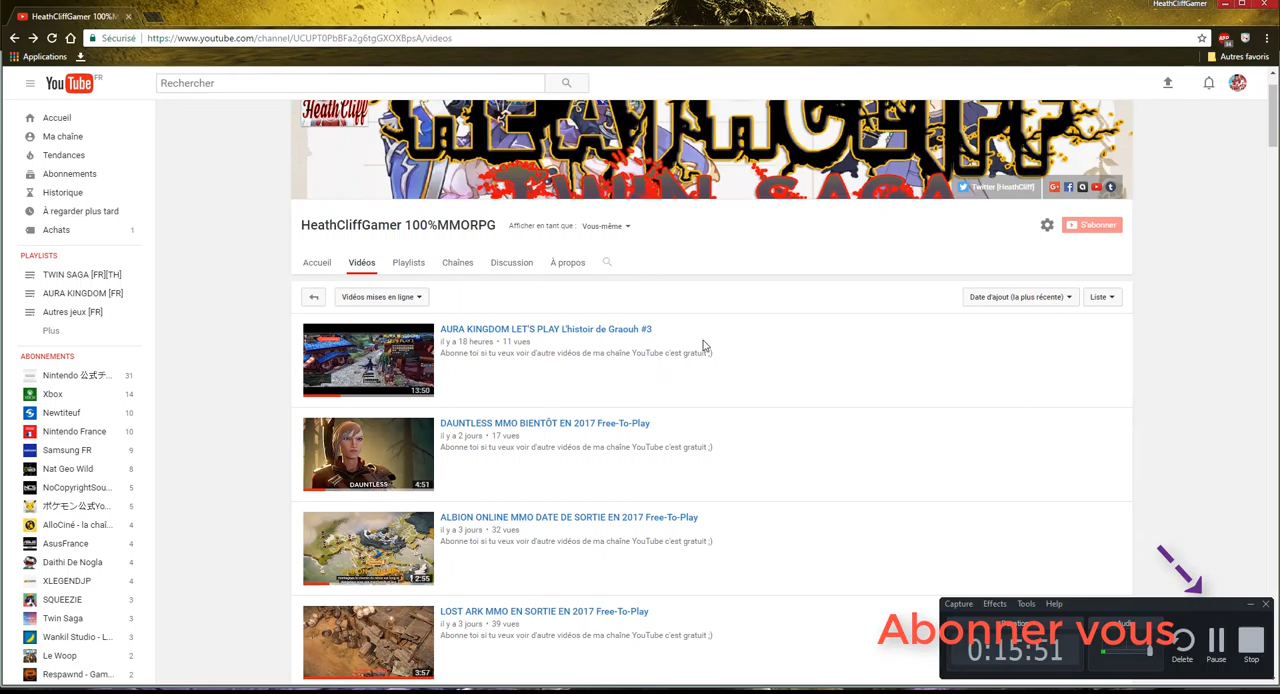 HeathCliffGamer 100%M
HeathCliffGamer
Sécurisé
https://www.youtube.com/channel/UCUPT0PbBFa2g6tgGXOXBpsA/videos
Applications
Autres favoris
YouTube FR
Rechercher
Accueil
Ma chaîne
Tendances
Abonnements
Historique
À regarder plus tard
Achats 1
PLAYLISTS
TWIN SAGA [FR][TH]
AURA KINGDOM [FR]
Autres jeux [FR]
Plus
ABONNEMENTS
Nintendo 公式チ... 31
Xbox 14
Newtiteuf 10
Nintendo France 10
Samsung FR 9
Nat Geo Wild 8
NoCopyrightSou... 7
ポケモン公式Yo... 7
AlloCiné - la chaî... 4
AsusFrance 4
Daithi De Nogla 4
XLEGENDJP 4
SQUEEZIE 3
Twin Saga 3
Wankil Studio - L... 3
Le Woop 3
Respawnd - Gam... 2
HeathCliff
HEATHCLIFF
TWIN SAGA
Twitter [HeathCliff]
HeathCliffGamer 100%MMORPG
Afficher en tant que : Vous-même
S'abonner
Accueil Vidéos Playlists Chaînes Discussion À propos
Vidéos mises en ligne
Date d'ajout (la plus récente)
Liste
AURA KINGDOM LET'S PLAY L'histoir de Graouh #3
il y a 18 heures • 11 vues
Abonne toi si tu veux voir d'autre vidéos de ma chaîne YouTube c'est gratuit ;)
13:50
DAUNTLESS MMO BIENTÔT EN 2017 Free-To-Play
il y a 2 jours • 17 vues
Abonne toi si tu veux voir d'autre vidéos de ma chaîne YouTube c'est gratuit ;)
DAUNTLESS
4:51
ALBION ONLINE MMO DATE DE SORTIE EN 2017 Free-To-Play
il y a 3 jours • 32 vues
Abonne toi si tu veux voir d'autre vidéos de ma chaîne YouTube c'est gratuit ;)
2:55
LOST ARK MMO EN SORTIE EN 2017 Free-To-Play
il y a 3 jours • 39 vues
Abonne toi si tu veux voir d'autre vidéos de ma chaîne YouTube
3:57
Capture Effects Tools Help
Abonner vous
0:15:51
Delete Pause Stop